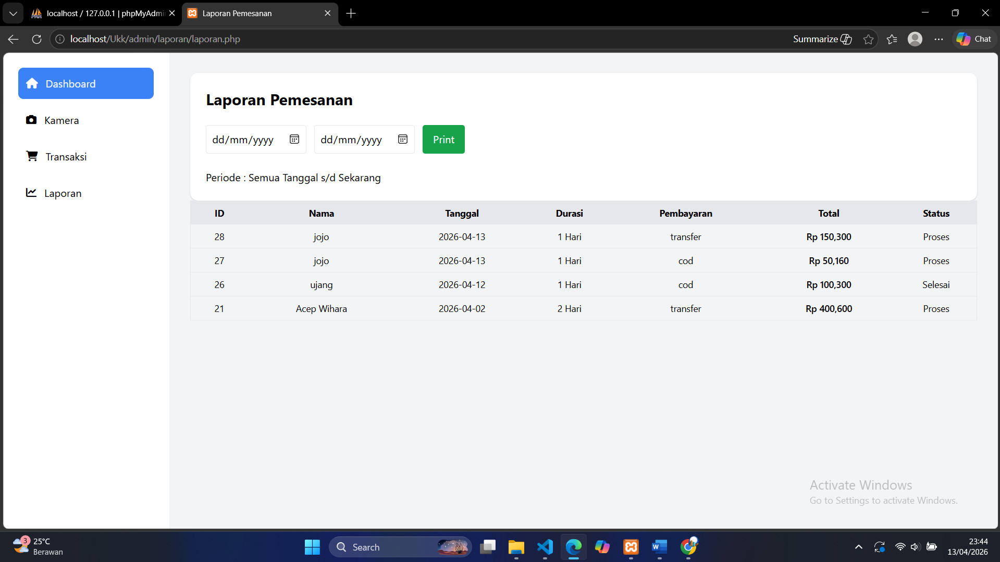 localhost / 127.0.0.1 | phpMyAdmi
Laporan Pemesanan
localhost/Ukk/admin/laporan/laporan.php
Summarize
Chat
Dashboard
Kamera
Transaksi
Laporan
Laporan Pemesanan
dd/mm/yyyy dd/mm/yyyy Print
Periode : Semua Tanggal s/d Sekarang
ID Nama Tanggal Durasi Pembayaran Total Status
28 jojo 2026-04-13 1 Hari transfer Rp 150,300 Proses
27 jojo 2026-04-13 1 Hari cod Rp 50,160 Proses
26 ujang 2026-04-12 1 Hari cod Rp 100,300 Selesai
21 Acep Wihara 2026-04-02 2 Hari transfer Rp 400,600 Proses
Activate Windows
Go to Settings to activate Windows.
3
25°C
Berawan
Search
W
23:44
13/04/2026